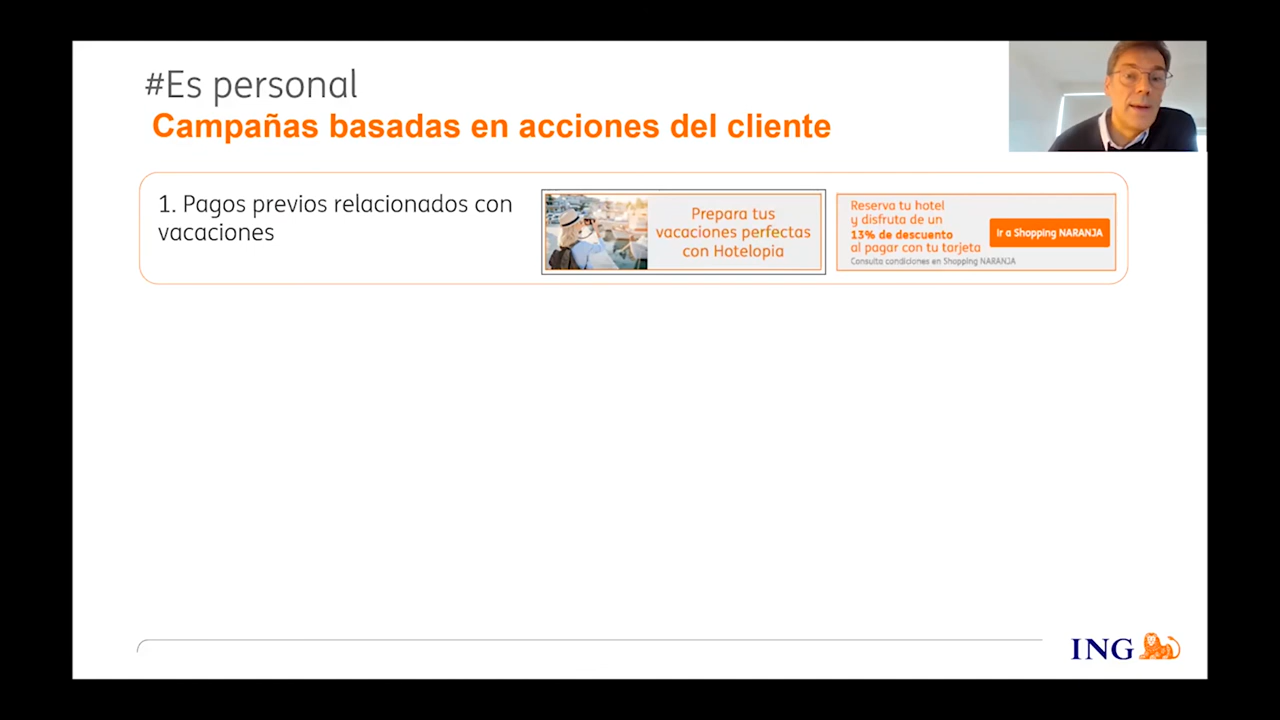 #Es personal
Campañas basadas en acciones del cliente
1. Pagos previos relacionados con
vacaciones
Prepara tus
vacaciones perfectas
con Hotelopia
Reserva tu hotel
y disfruta de un
13% de descuento
al pagar con tu tarjeta
Consulta condiciones en Shopping NARANJA
Ir a Shopping NARANJA
ING